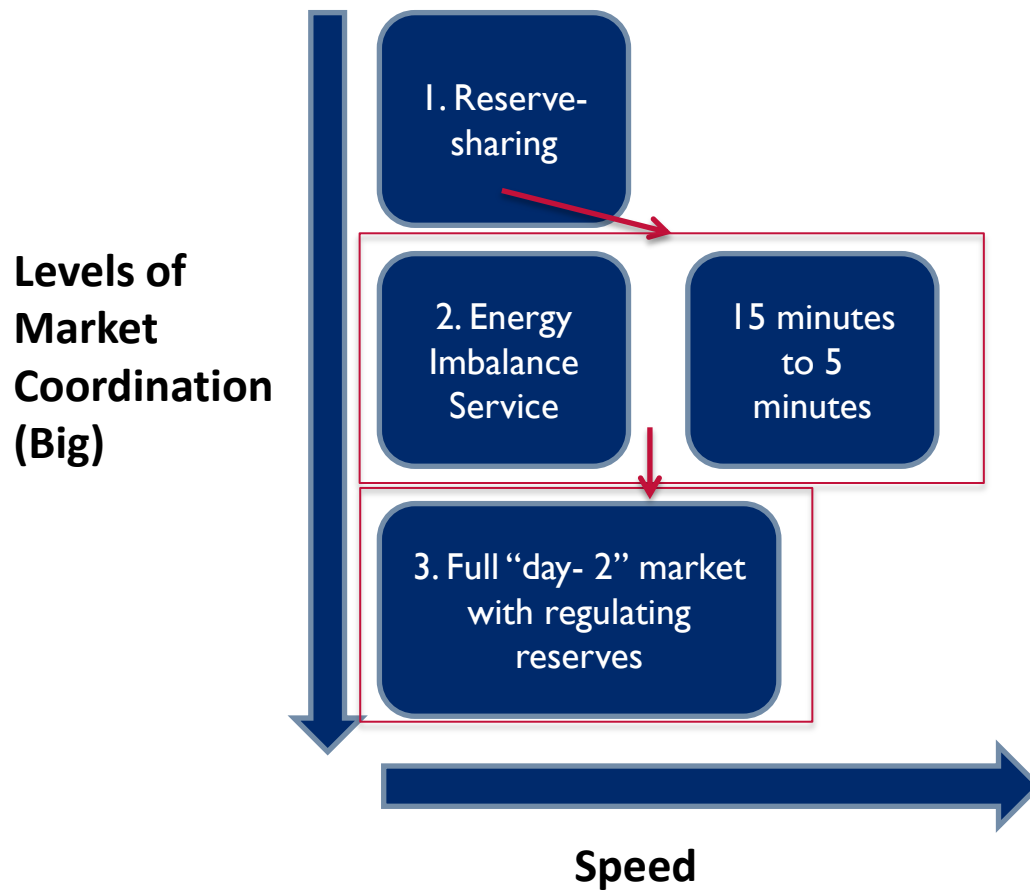 1. Reserve-
sharing
Levels of
Market
Coordination
(Big)
2. Energy
Imbalance
Service
15 minutes
to 5
minutes
3. Full “day- 2” market
with regulating
reserves
Speed